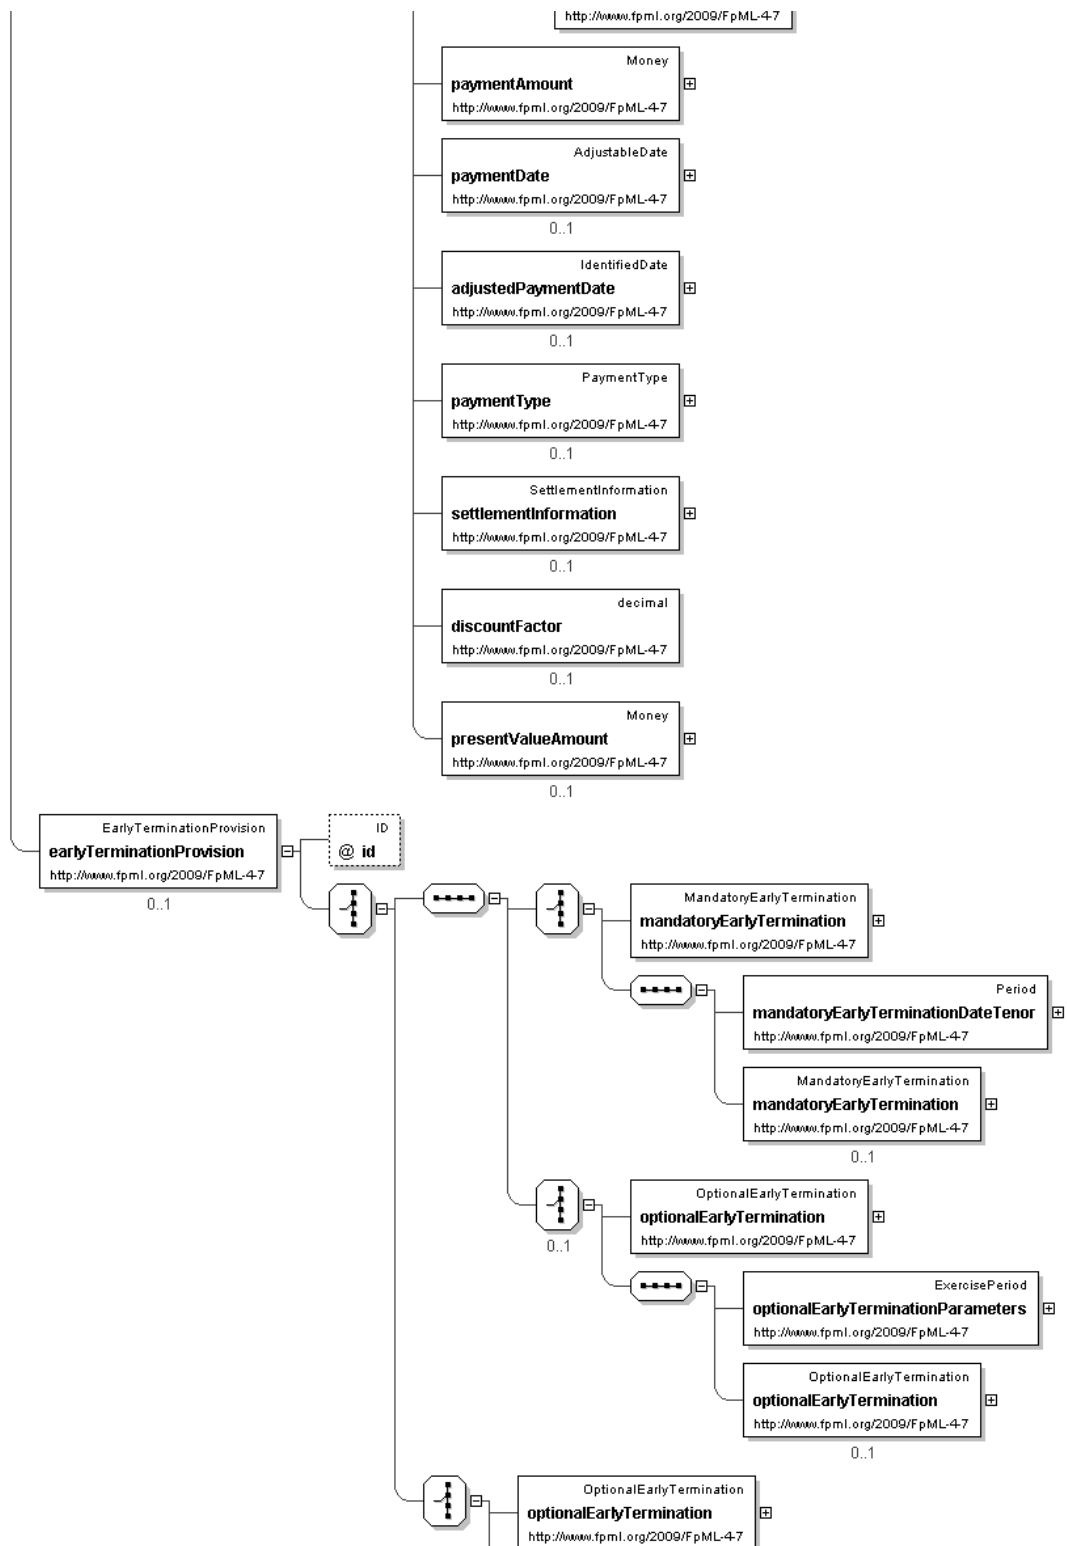 http://www.fpml.org/2009/FpML-4-7
Money
paymentAmount
http://www.fpml.org/2009/FpML-4-7
AdjustableDate
paymentDate
http://www.fpml.org/2009/FpML-4-7
0..1
IdentifiedDate
adjustedPaymentDate
http://www.fpml.org/2009/FpML-4-7
0..1
PaymentType
paymentType
http://www.fpml.org/2009/FpML-4-7
0..1
SettlementInformation
settlementInformation
http://www.fpml.org/2009/FpML-4-7
0..1
decimal
discountFactor
http://www.fpml.org/2009/FpML-4-7
0..1
Money
presentValueAmount
http://www.fpml.org/2009/FpML-4-7
0..1
EarlyTerminationProvision
earlyTerminationProvision
http://www.fpml.org/2009/FpML-4-7
0..1
ID
@ id
MandatoryEarlyTermination
mandatoryEarlyTermination
http://www.fpml.org/2009/FpML-4-7
Period
mandatoryEarlyTerminationDateTenor
http://www.fpml.org/2009/FpML-4-7
MandatoryEarlyTermination
mandatoryEarlyTermination
http://www.fpml.org/2009/FpML-4-7
0..1
0..1
OptionalEarlyTermination
optionalEarlyTermination
http://www.fpml.org/2009/FpML-4-7
ExercisePeriod
optionalEarlyTerminationParameters
http://www.fpml.org/2009/FpML-4-7
OptionalEarlyTermination
optionalEarlyTermination
http://www.fpml.org/2009/FpML-4-7
0..1
OptionalEarlyTermination
optionalEarlyTermination
http://www.fpml.org/2009/FpML-4-7